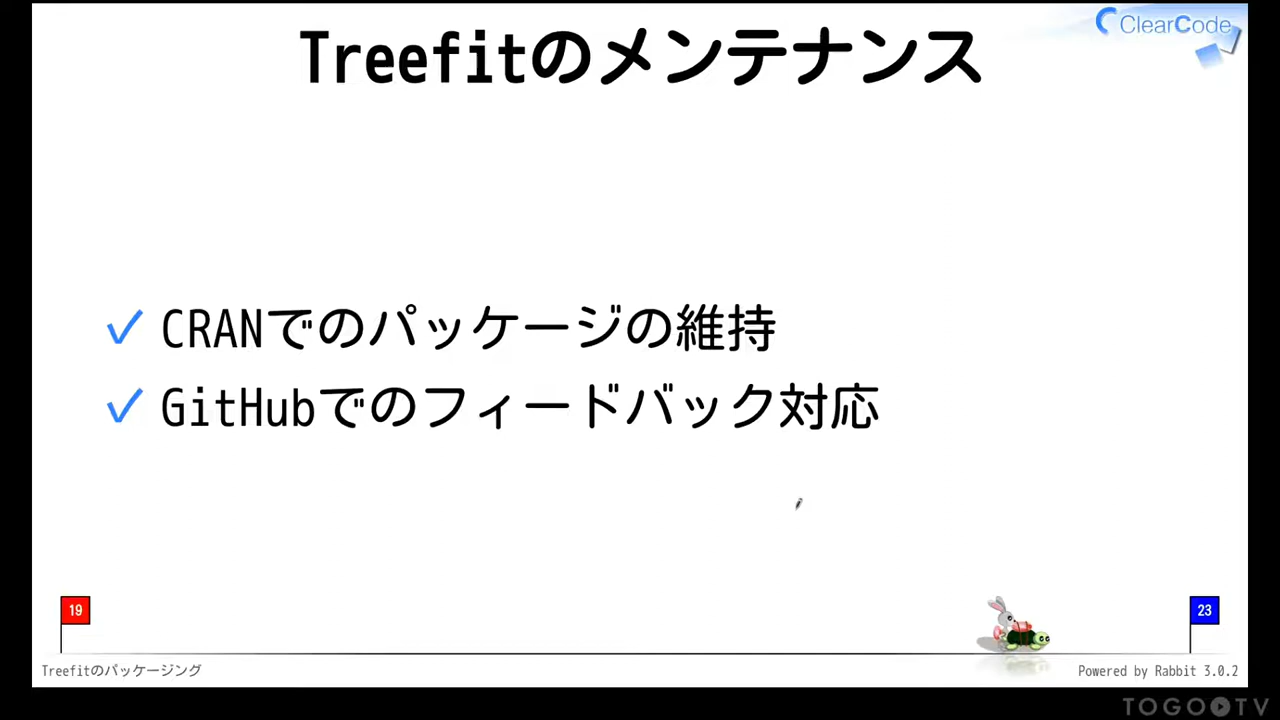 ClearCode
Treefitのメンテナンス
✓ CRANでのパッケージの維持
✓ GitHubでのフィードバック対応
19
23
Treefitのパッケージング
Powered by Rabbit 3.0.2
TOGO TV